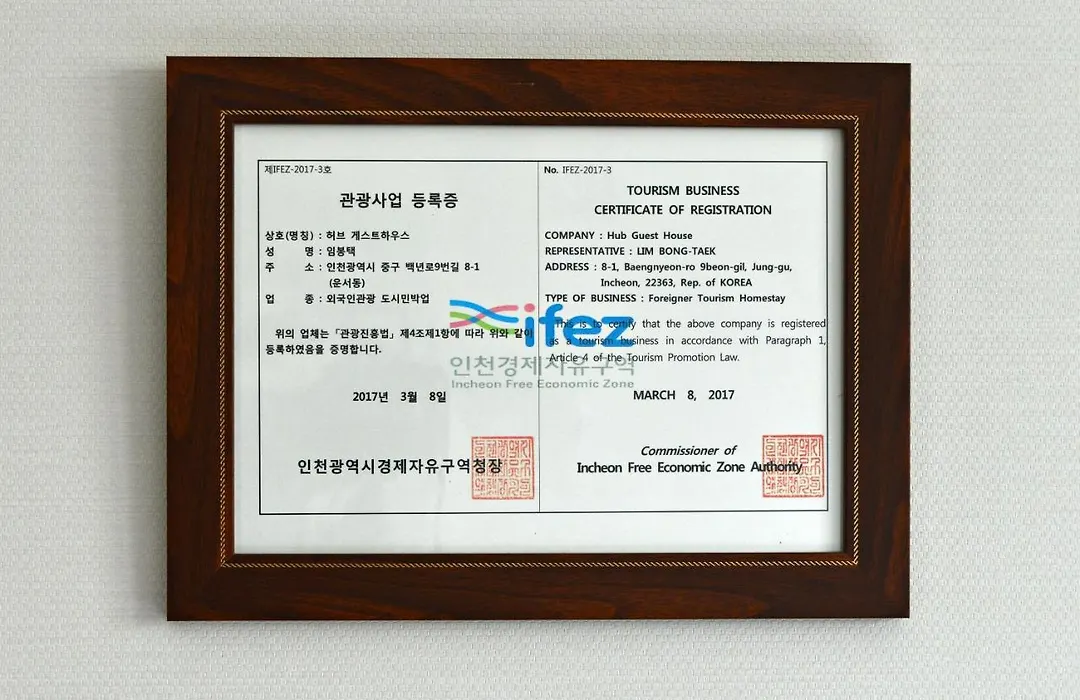 제IFEZ-2017-3호
관광사업 등록증
상호(명칭) : 허브 게스트하우스
성 명 : 임봉택
주 소 : 인천광역시 중구 백년로9번길 8-1
(운서동)
업 종 : 외국인관광 도시민박업
위의 업체는「관광진흥법」제4조제1항에 따라 위와 같이
등록하였음을 증명합니다.
2017년 3월 8일
인천광역시경제자유구역청장
No. IFEZ-2017-3
TOURISM BUSINESS
CERTIFICATE OF REGISTRATION
COMPANY : Hub Guest House
REPRESENTATIVE : LIM BONG-TAEK
ADDRESS : 8-1, Baengnyeon-ro 9beon-gil, Jung-gu,
Incheon, 22363, Rep. of KOREA
TYPE OF BUSINESS : Foreigner Tourism Homestay
This is to certify that the above company is registered
as a tourism business in accordance with Paragraph 1,
Article 4 of the Tourism Promotion Law.
MARCH 8, 2017
Commissioner of
Incheon Free Economic Zone Authority
ifez
인천경제자유구역
Incheon Free Economic Zone